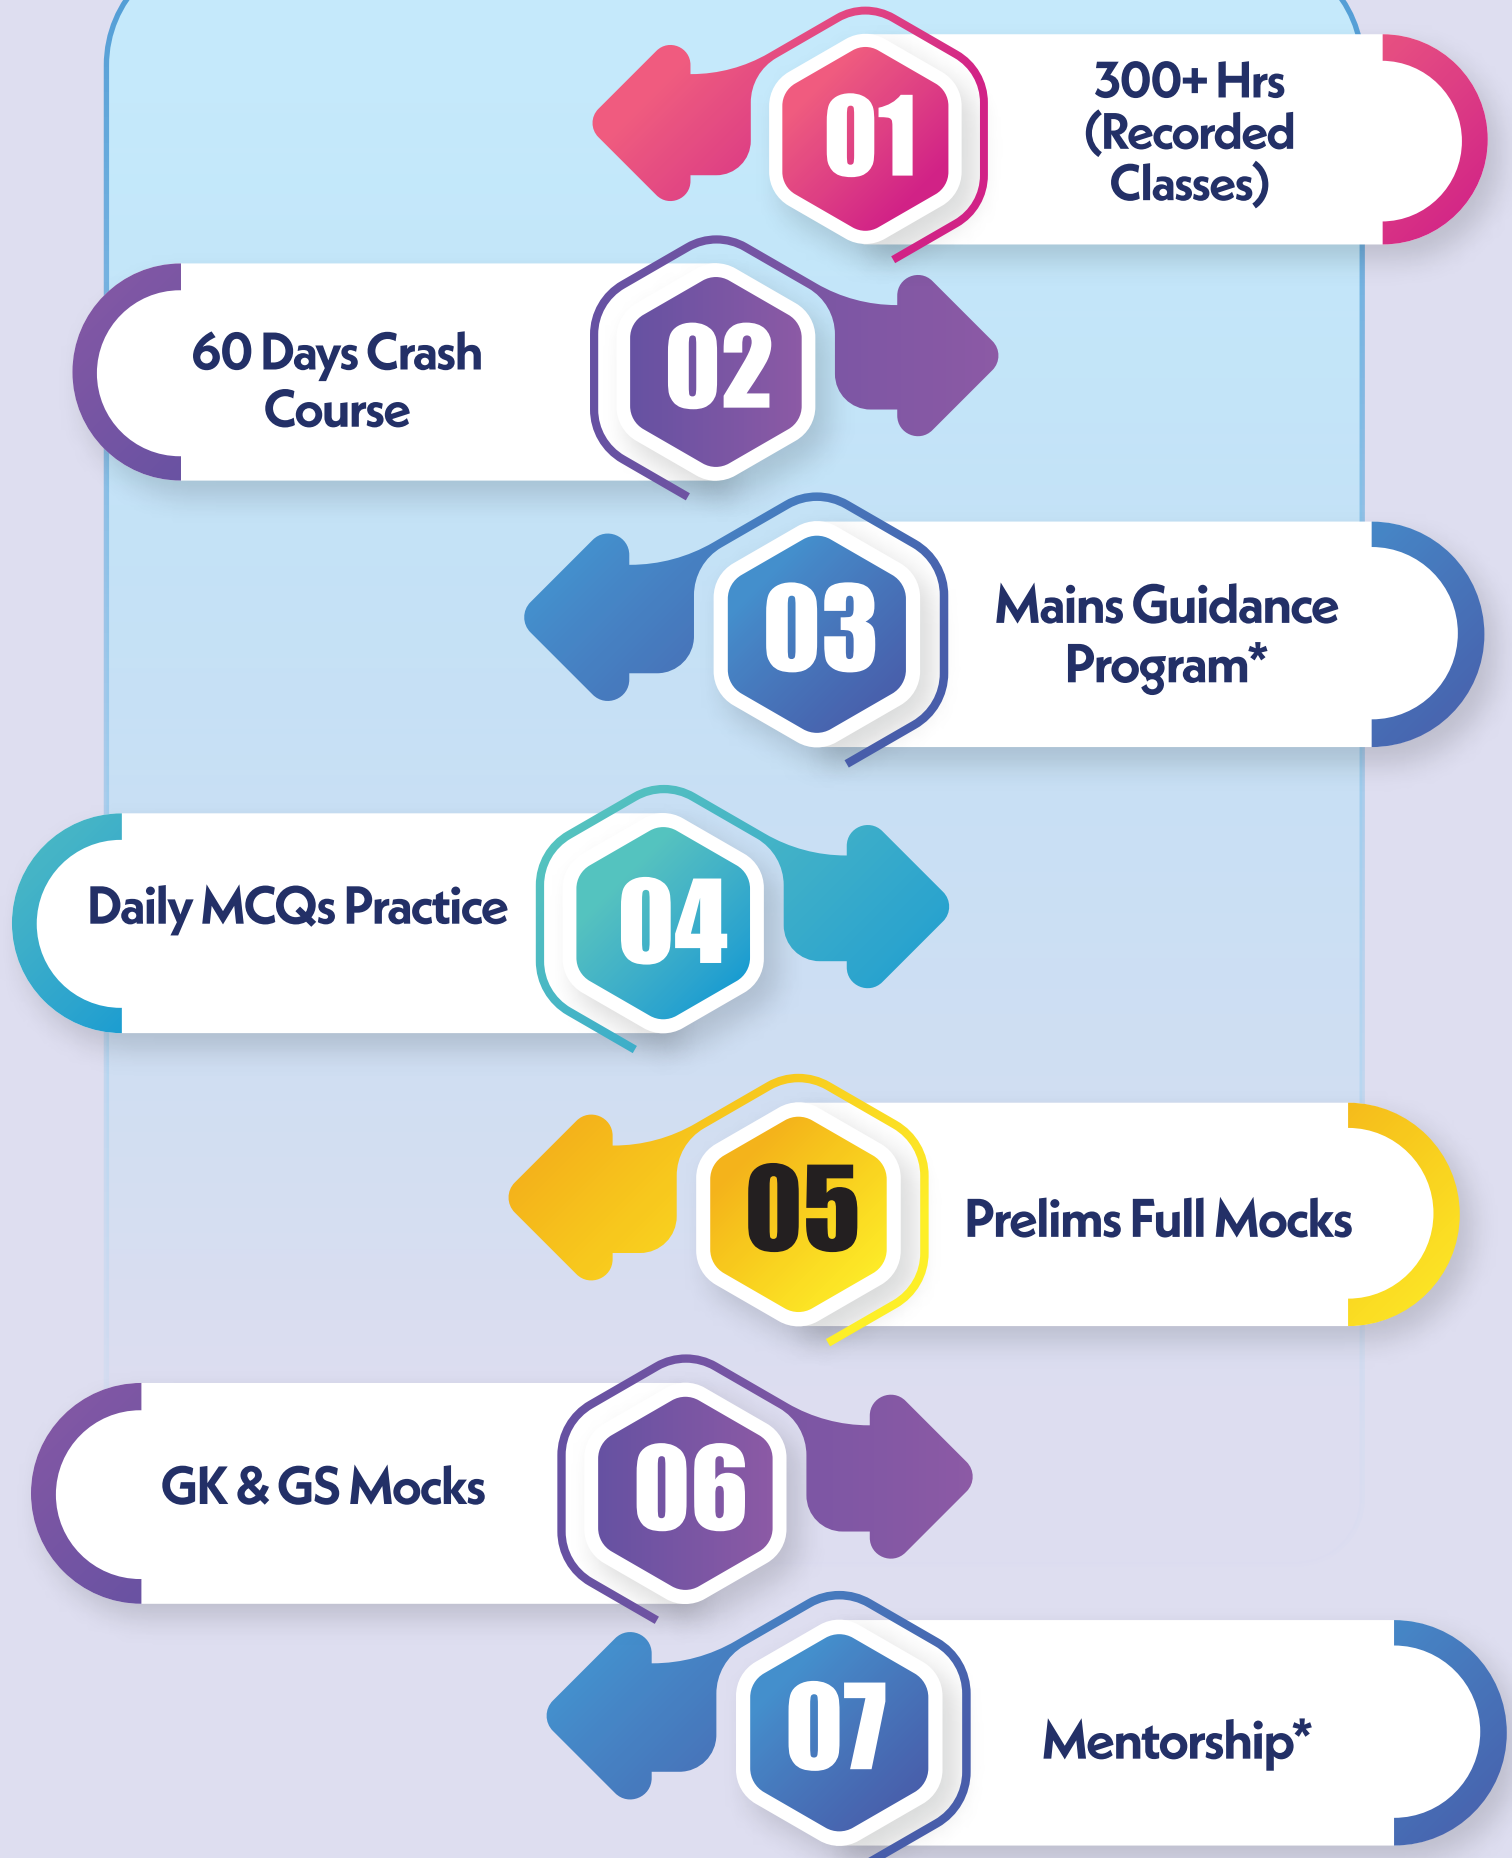 01
300+ Hrs
(Recorded
Classes)
02
60 Days Crash
Course
03
Mains Guidance
Program*
04
Daily MCQs Practice
05
Prelims Full Mocks
06
GK & GS Mocks
07
Mentorship*